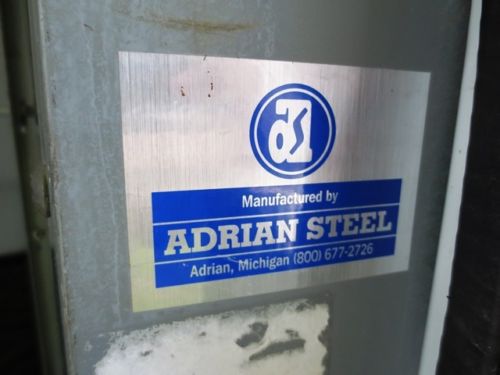 Manufactured by
ADRIAN STEEL
Adrian, Michigan (800) 677-2726